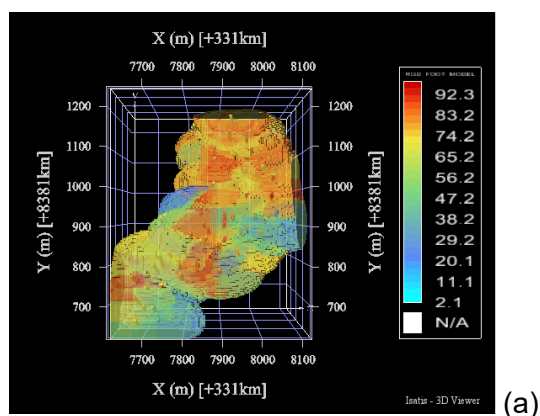 X (m) [+331km]
7700 7800 7900 8000 8100
1200 1200
1100 1100
1000 1000
900 900
800 800
700 700
Y (m) [+8381km]
Y (m) [+8381km]
7700 7800 7900 8000 8100
X (m) [+331km]
RQD FOOT MODEL
92.3
83.2
74.2
65.2
56.2
47.2
38.2
29.2
20.1
11.1
2.1
N/A
Isatis - 3D Viewer
(a)